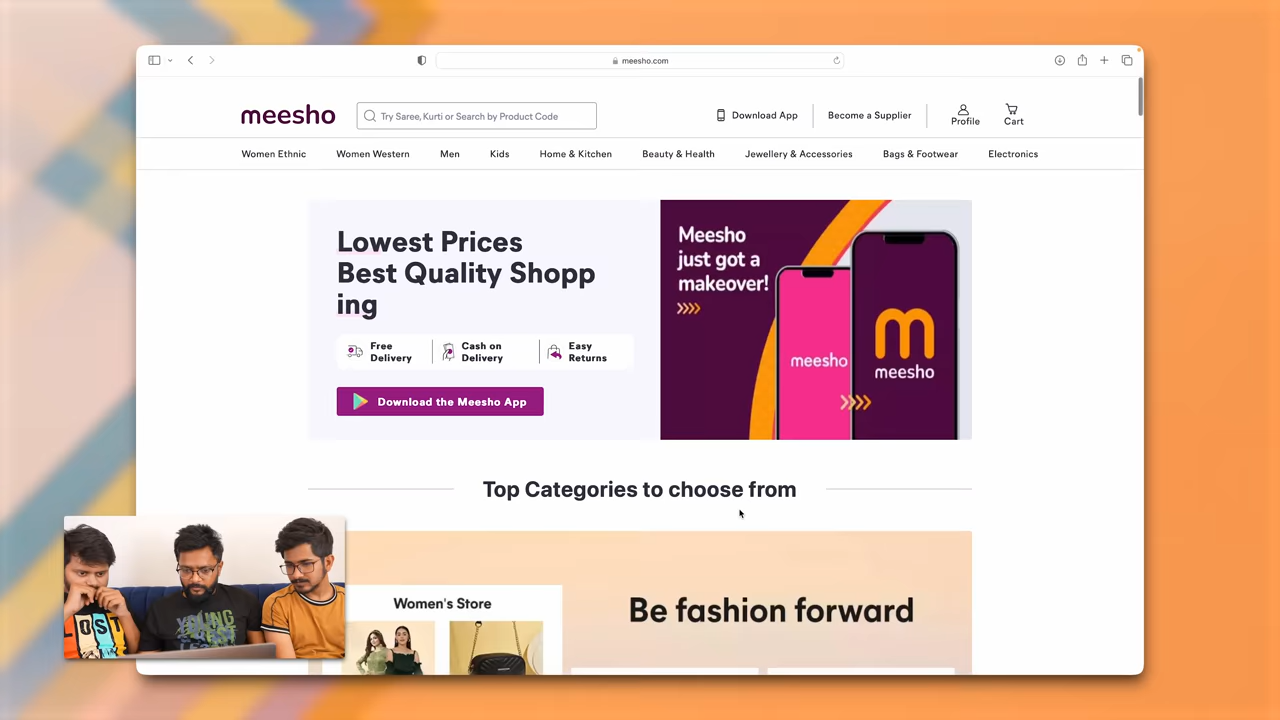 meesho.com
meesho
Try Saree, Kurti or Search by Product Code
Download App
Become a Supplier
Profile
Cart
Women Ethnic
Women Western
Men
Kids
Home & Kitchen
Beauty & Health
Jewellery & Accessories
Bags & Footwear
Electronics
Lowest Prices
Best Quality Shopp
ing
Free
Delivery
Cash on
Delivery
Easy
Returns
Download the Meesho App
Meesho
just got a
makeover!
meesho
m
meesho
Top Categories to choose from
Women's Store
Be fashion forward
LOST
YOUNG